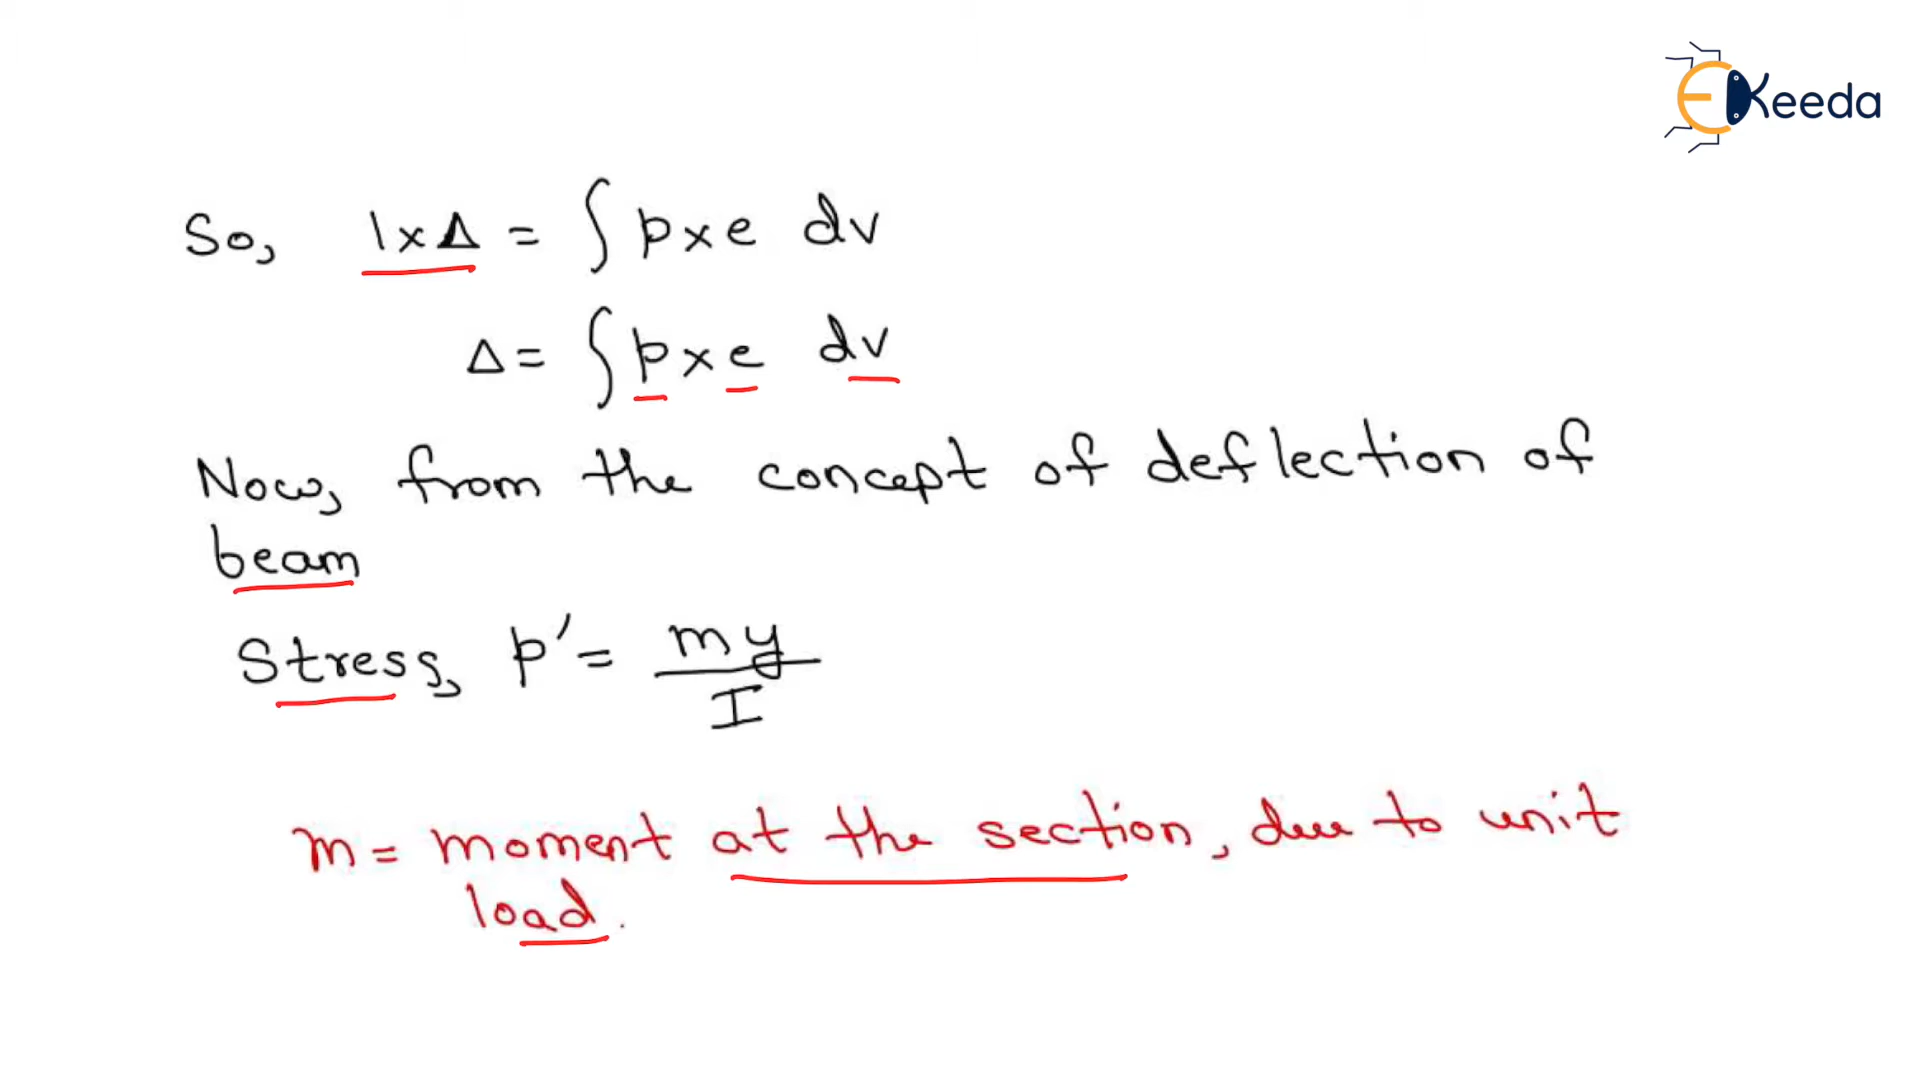 EKeeda
So, 1×Δ = ∫ p×e dv
Δ = ∫ p×e dv
Now, from the concept of deflection of
beam
Stress, p' = my/I
m = moment at the section, due to unit
load.